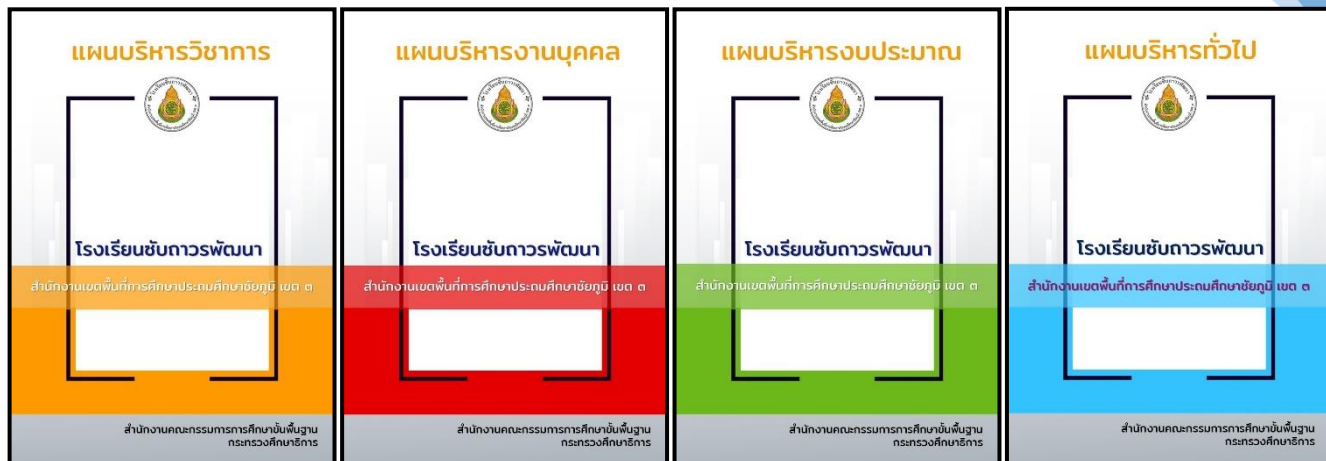 แผนบริหารวิชาการ
โรงเรียนซับถาวรพัฒนา
สำนักงานเขตพื้นที่การศึกษาประถมศึกษาชัยภูมิ เขต ๓
สำนักงานคณะกรรมการการศึกษาขั้นพื้นฐาน
กระทรวงศึกษาธิการ
แผนบริหารงานบุคคล
โรงเรียนซับถาวรพัฒนา
สำนักงานเขตพื้นที่การศึกษาประถมศึกษาชัยภูมิ เขต ๓
สำนักงานคณะกรรมการการศึกษาขั้นพื้นฐาน
กระทรวงศึกษาธิการ
แผนบริหารงบประมาณ
โรงเรียนซับถาวรพัฒนา
สำนักงานเขตพื้นที่การศึกษาประถมศึกษาชัยภูมิ เขต ๓
สำนักงานคณะกรรมการการศึกษาขั้นพื้นฐาน
กระทรวงศึกษาธิการ
แผนบริหารทั่วไป
โรงเรียนซับถาวรพัฒนา
สำนักงานเขตพื้นที่การศึกษาประถมศึกษาชัยภูมิ เขต ๓
สำนักงานคณะกรรมการการศึกษาขั้นพื้นฐาน
กระทรวงศึกษาธิการ